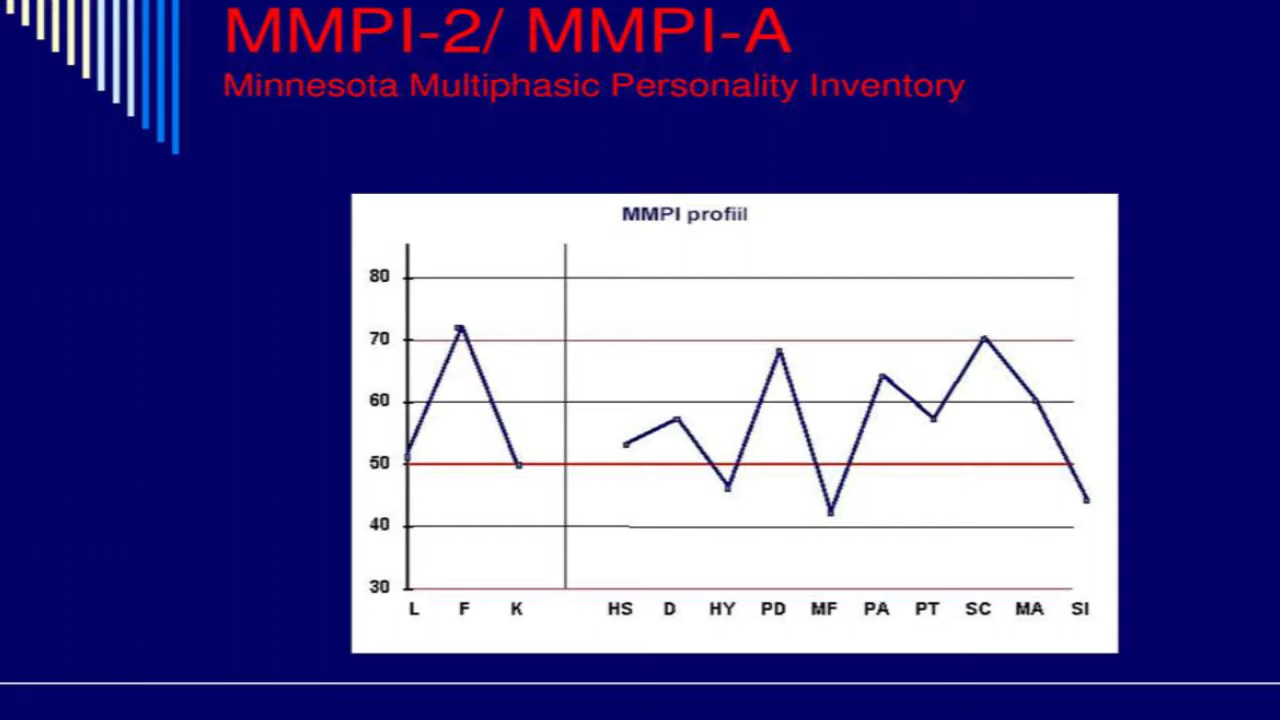 MMPI-2/ MMPI-A
Minnesota Multiphasic Personality Inventory
MMPI profiil
80
70
60
50
40
30
L F K HS D HY PD MF PA PT SC MA SI